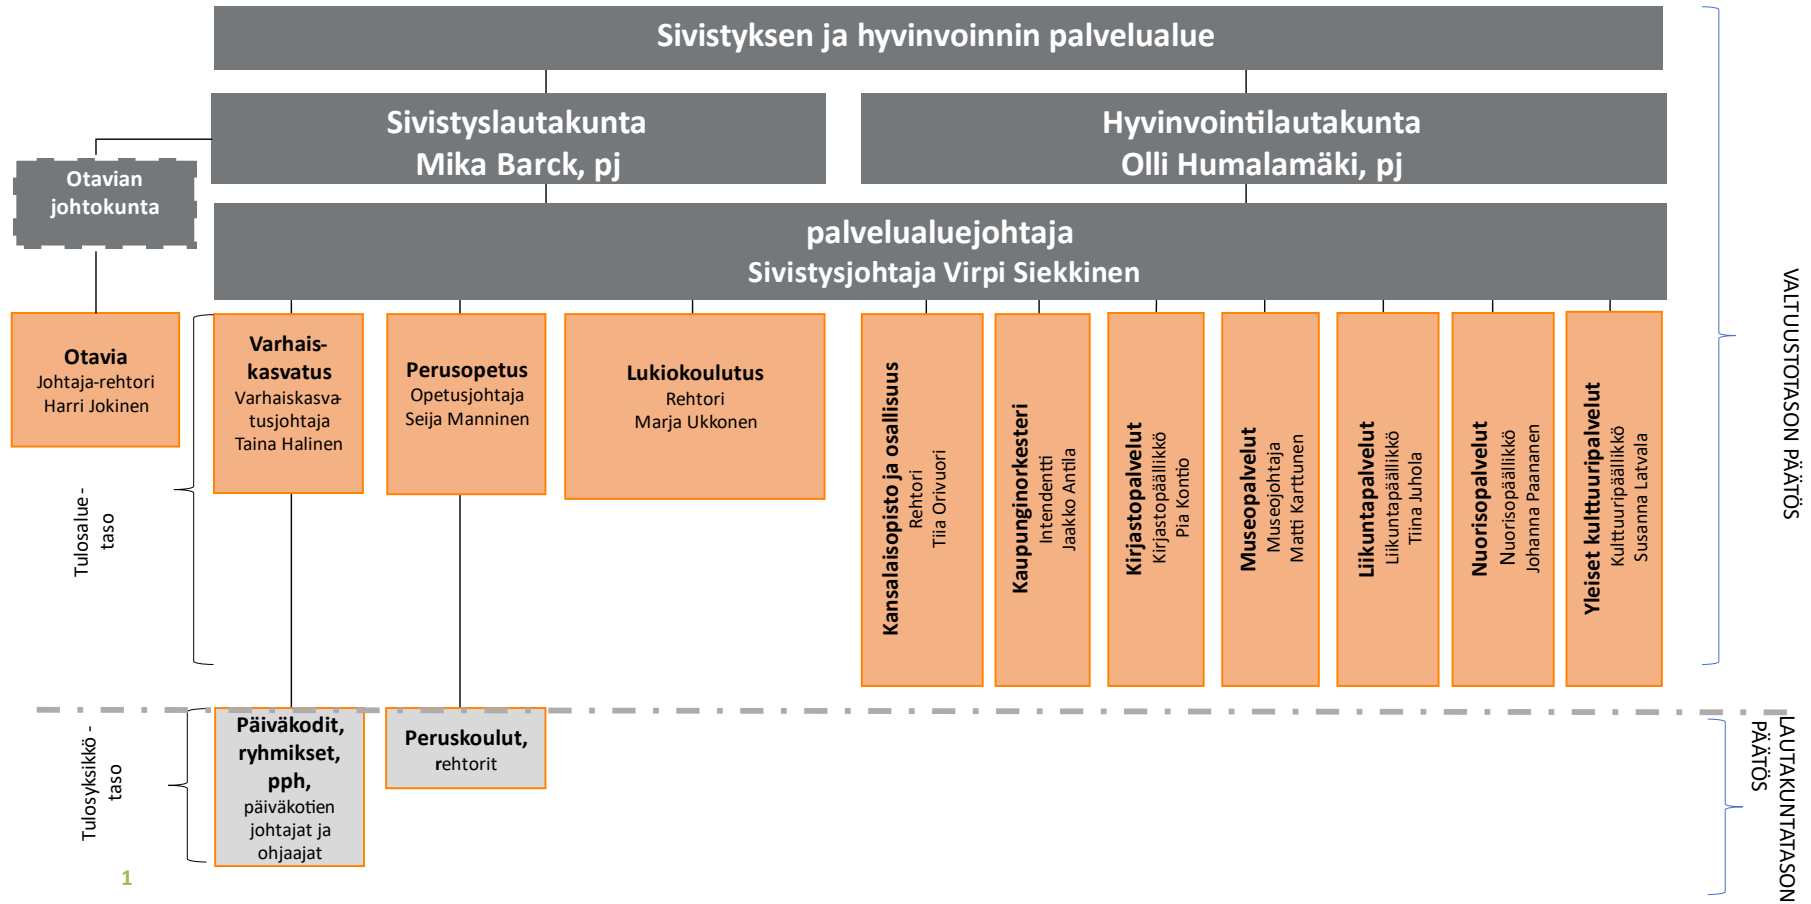 Sivistyksen ja hyvinvoinnin palvelualue
Sivistyslautakunta
Mika Barck, pj
Hyvinvointilautakunta
Olli Humalamäki, pj
Otavian
johtokunta
palvelualuejohtaja
Sivistysjohtaja Virpi Siekkinen
Otavia
Johtaja-rehtori
Harri Jokinen
Varhais-
kasvatus
Varhaiskasva-
tusjohtaja
Taina Halinen
Perusopetus
Opetusjohtaja
Seija Manninen
Lukiokoulutus
Rehtori
Marja Ukkonen
Kansalaisopisto ja osallisuus
Rehtori
Tiia Orivuori
Kaupunginorkesteri
Intendentti
Jaakko Antila
Kirjastopalvelut
Kirjastopäällikkö
Pia Kontio
Museopalvelut
Museojohtaja
Matti Karttunen
Liikuntapalvelut
Liikuntapäällikkö
Tiina Juhola
Nuorisopalvelut
Nuorisopäällikkö
Johanna Paananen
Yleiset kulttuuripalvelut
Kulttuuripäällikkö
Susanna Latvala
VALTUUSTOTASON PÄÄTÖS
Tulosalue -
taso
Tulosyksikkö -
taso
Päiväkodit,
ryhmikset,
pph,
päiväkotien
johtajat ja
ohjaajat
Peruskoulut,
rehtorit
LAUTAKUNTATASON
PÄÄTÖS
1